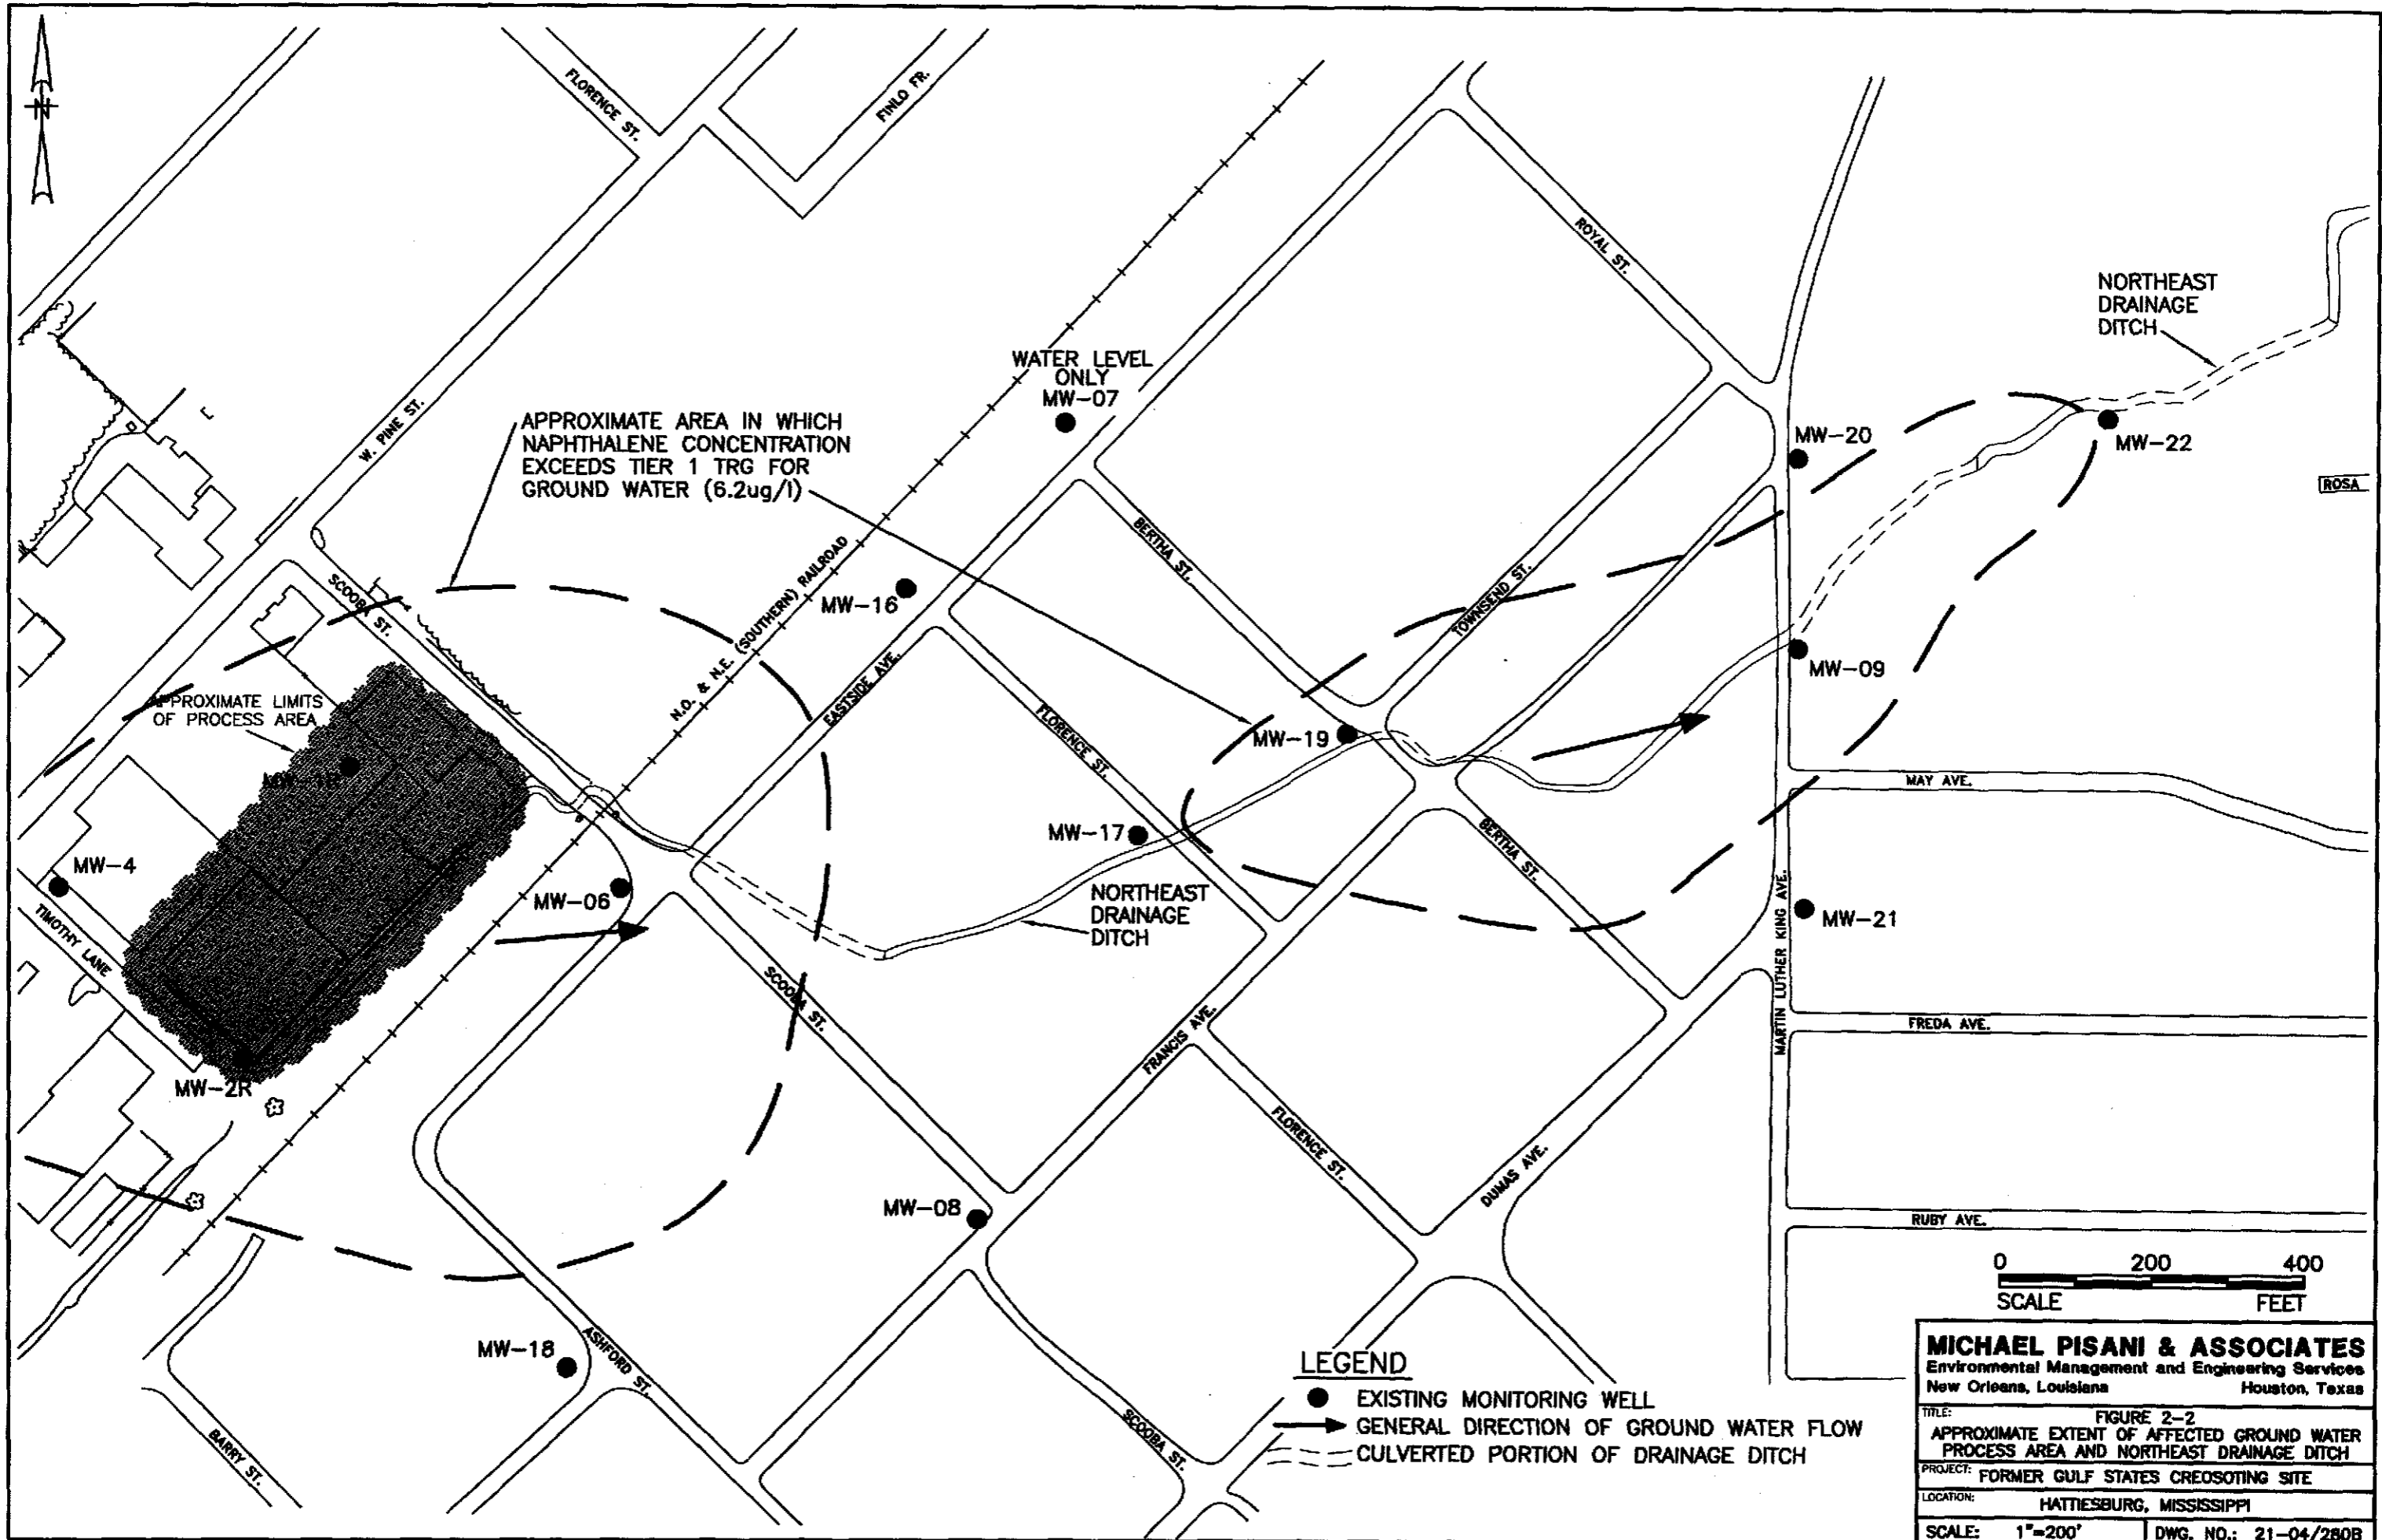 N
FLORENCE ST.
FINLO FR.
ROYAL ST.
NORTHEAST
DRAINAGE
DITCH
WATER LEVEL
ONLY
MW-07
APPROXIMATE AREA IN WHICH
NAPHTHALENE CONCENTRATION
EXCEEDS TIER 1 TRG FOR
GROUND WATER (6.2ug/l)
W. PINE ST.
MW-20
MW-22
ROSA
BERTHA ST.
TOWNSEND ST.
SCOOBA ST.
MW-16
N.O. & N.E. (SOUTHERN) RAILROAD
EASTSIDE AVE.
MW-09
APPROXIMATE LIMITS
OF PROCESS AREA
FLORENCE ST.
MW-19
MAY AVE.
MW-17
BERTHA ST.
MW-4
MW-06
NORTHEAST
DRAINAGE
DITCH
MW-21
TIMOTHY LANE
SCOOBA ST.
MARTIN LUTHER KING AVE.
FREDA AVE.
FRANCIS AVE.
MW-2R
FLORENCE ST.
DUMAS AVE.
MW-08
RUBY AVE.
0 200 400
SCALE FEET
MW-18
ASHFORD ST.
BARRY ST.
SCOOBA ST.
LEGEND
EXISTING MONITORING WELL
GENERAL DIRECTION OF GROUND WATER FLOW
CULVERTED PORTION OF DRAINAGE DITCH
MICHAEL PISANI & ASSOCIATES
Environmental Management and Engineering Services
New Orleans, Louisiana Houston, Texas
TITLE: FIGURE 2-2
APPROXIMATE EXTENT OF AFFECTED GROUND WATER
PROCESS AREA AND NORTHEAST DRAINAGE DITCH
PROJECT: FORMER GULF STATES CREOSOTING SITE
LOCATION: HATTIESBURG, MISSISSIPPI
SCALE: 1"=200' DWG. NO.: 21-04/280B